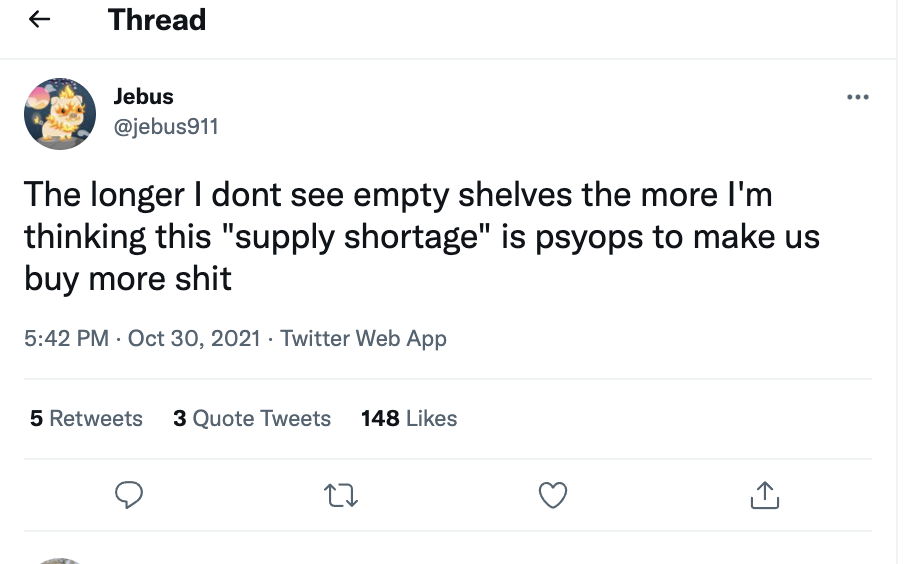 Thread
Jebus
@jebus911
The longer I dont see empty shelves the more I'm
thinking this "supply shortage" is psyops to make us
buy more shit
5:42 PM · Oct 30, 2021 · Twitter Web App
5 Retweets 3 Quote Tweets 148 Likes